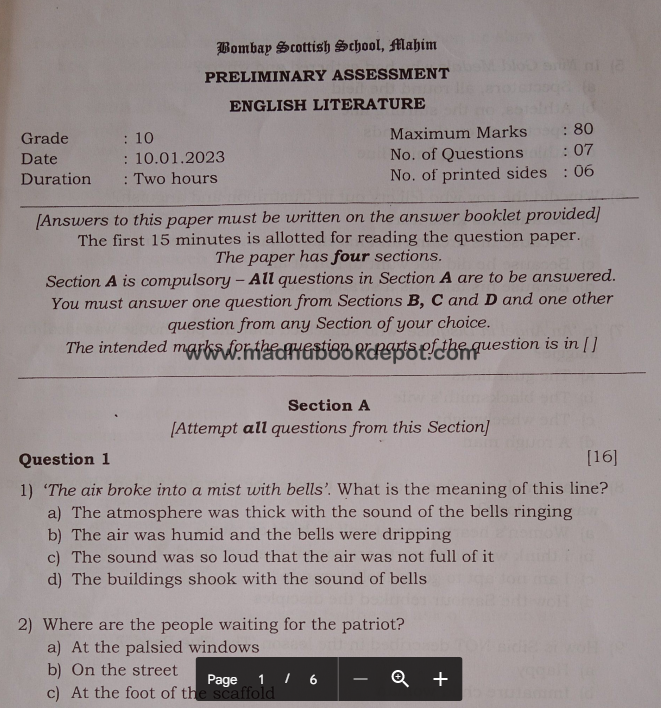 Bombay Scottish School, Mahim
PRELIMINARY ASSESSMENT
ENGLISH LITERATURE
Grade : 10 Maximum Marks : 80
Date : 10.01.2023 No. of Questions : 07
Duration : Two hours No. of printed sides : 06
[Answers to this paper must be written on the answer booklet provided]
The first 15 minutes is allotted for reading the question paper.
The paper has four sections.
Section A is compulsory – All questions in Section A are to be answered.
You must answer one question from Sections B, C and D and one other
question from any Section of your choice.
The intended marks for the question or parts of the question is in [ ]
www.madhubookdepot.com
Section A
[Attempt all questions from this Section]
Question 1 [16]
1) 'The air broke into a mist with bells'. What is the meaning of this line?
a) The atmosphere was thick with the sound of the bells ringing
b) The air was humid and the bells were dripping
c) The sound was so loud that the air was not full of it
d) The buildings shook with the sound of bells
2) Where are the people waiting for the patriot?
a) At the palsied windows
b) On the street
c) At the foot of the scaffold
Page 1 / 6 — +